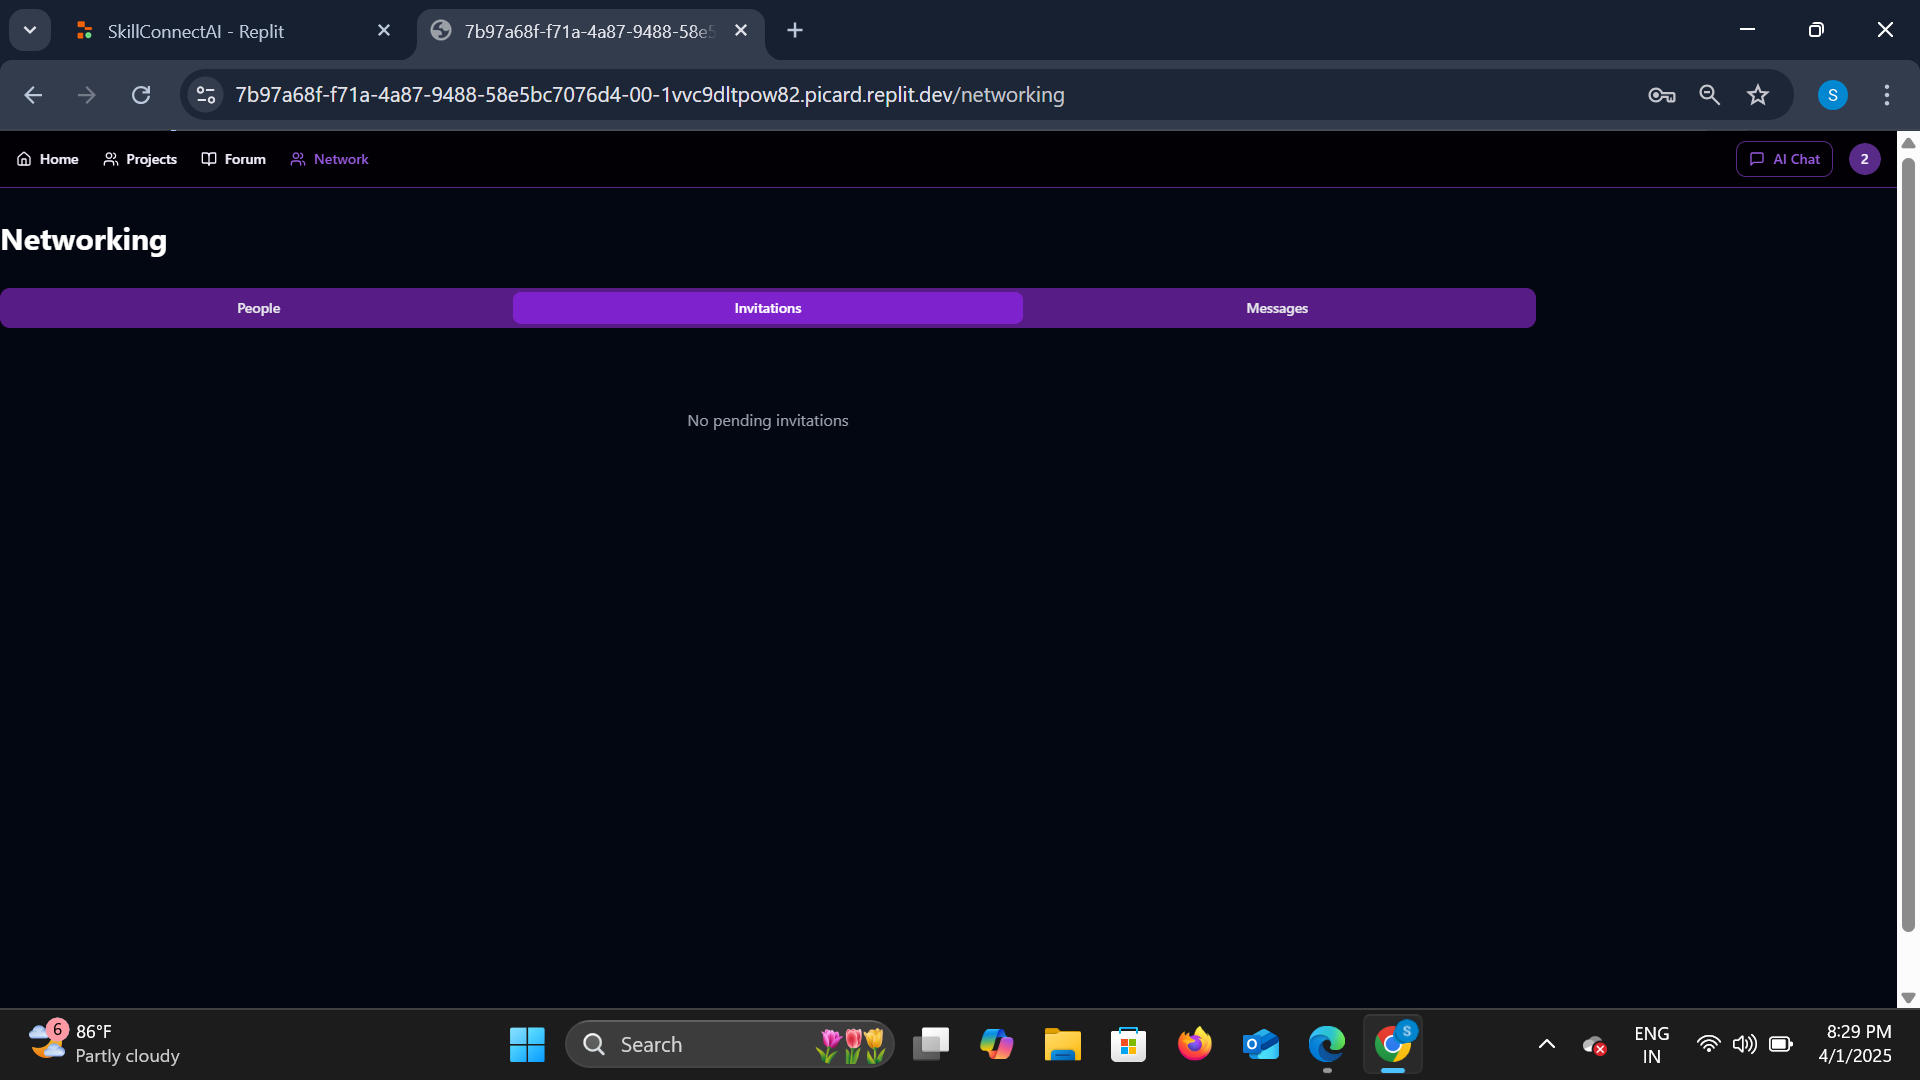 SkillConnectAI - Replit
7b97a68f-f71a-4a87-9488-58e5
7b97a68f-f71a-4a87-9488-58e5bc7076d4-00-1vvc9dltpow82.picard.replit.dev/networking
S
Home
Projects
Forum
Network
AI Chat
2
Networking
People
Invitations
Messages
No pending invitations
6
86°F
Partly cloudy
Search
S
ENG
IN
8:29 PM
4/1/2025